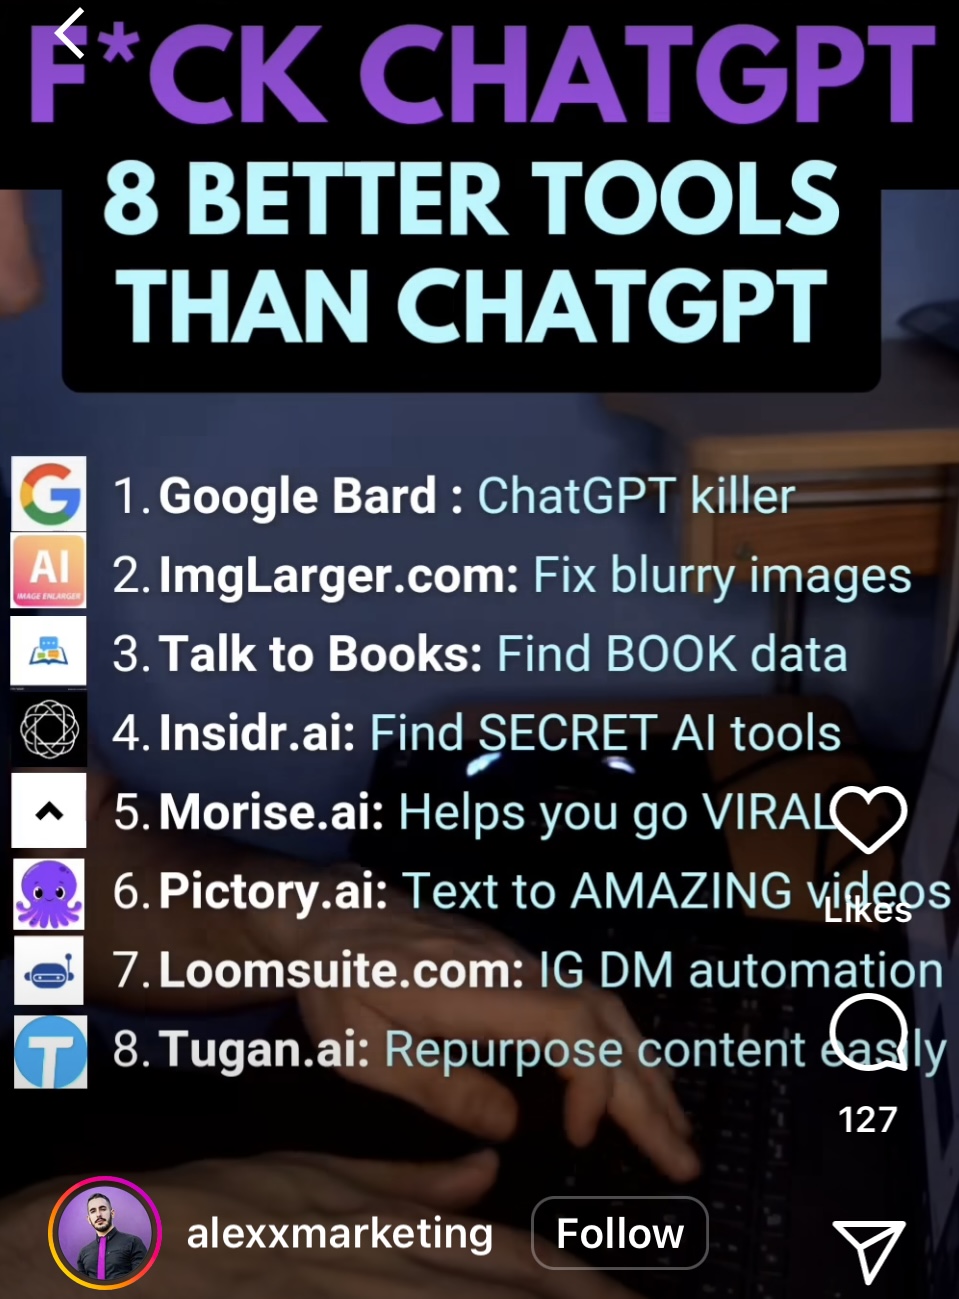 F*CK CHATGPT
8 BETTER TOOLS
THAN CHATGPT
1. Google Bard : ChatGPT killer
AI
IMAGE ENLARGER
2. ImgLarger.com: Fix blurry images
3. Talk to Books: Find BOOK data
4. Insidr.ai: Find SECRET AI tools
5. Morise.ai: Helps you go VIRAL
6. Pictory.ai: Text to AMAZING videos
Likes
7. Loomsuite.com: IG DM automation
T
8. Tugan.ai: Repurpose content easily
127
alexxmarketing
Follow